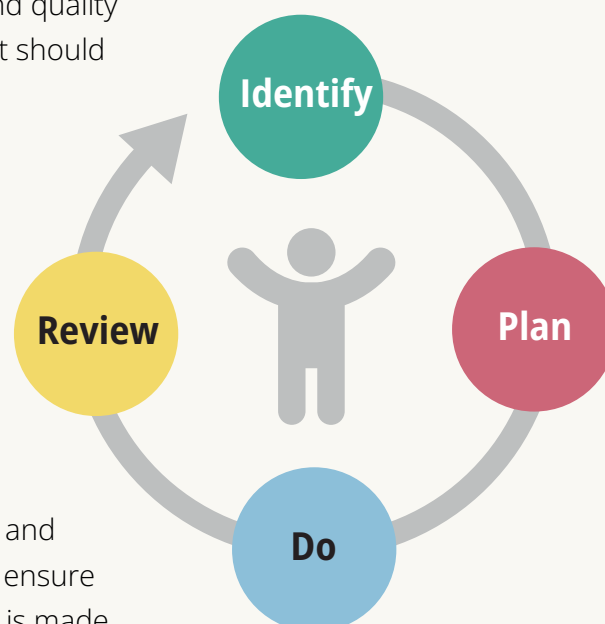 nd quality
t should
Identify
Plan
Review
Do
and
ensure
is made